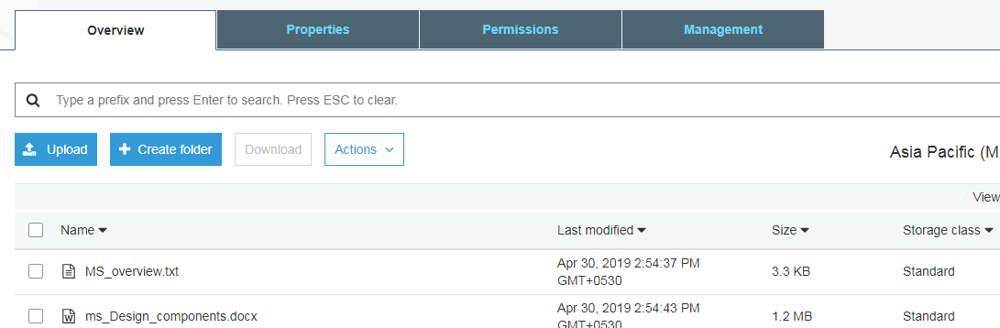 Overview Properties Permissions Management
Type a prefix and press Enter to search. Press ESC to clear.
Upload Create folder Download Actions
Asia Pacific (M
View
Name Last modified Size Storage class
MS_overview.txt Apr 30, 2019 2:54:37 PM GMT+0530 3.3 KB Standard
ms_Design_components.docx Apr 30, 2019 2:54:43 PM GMT+0530 1.2 MB Standard